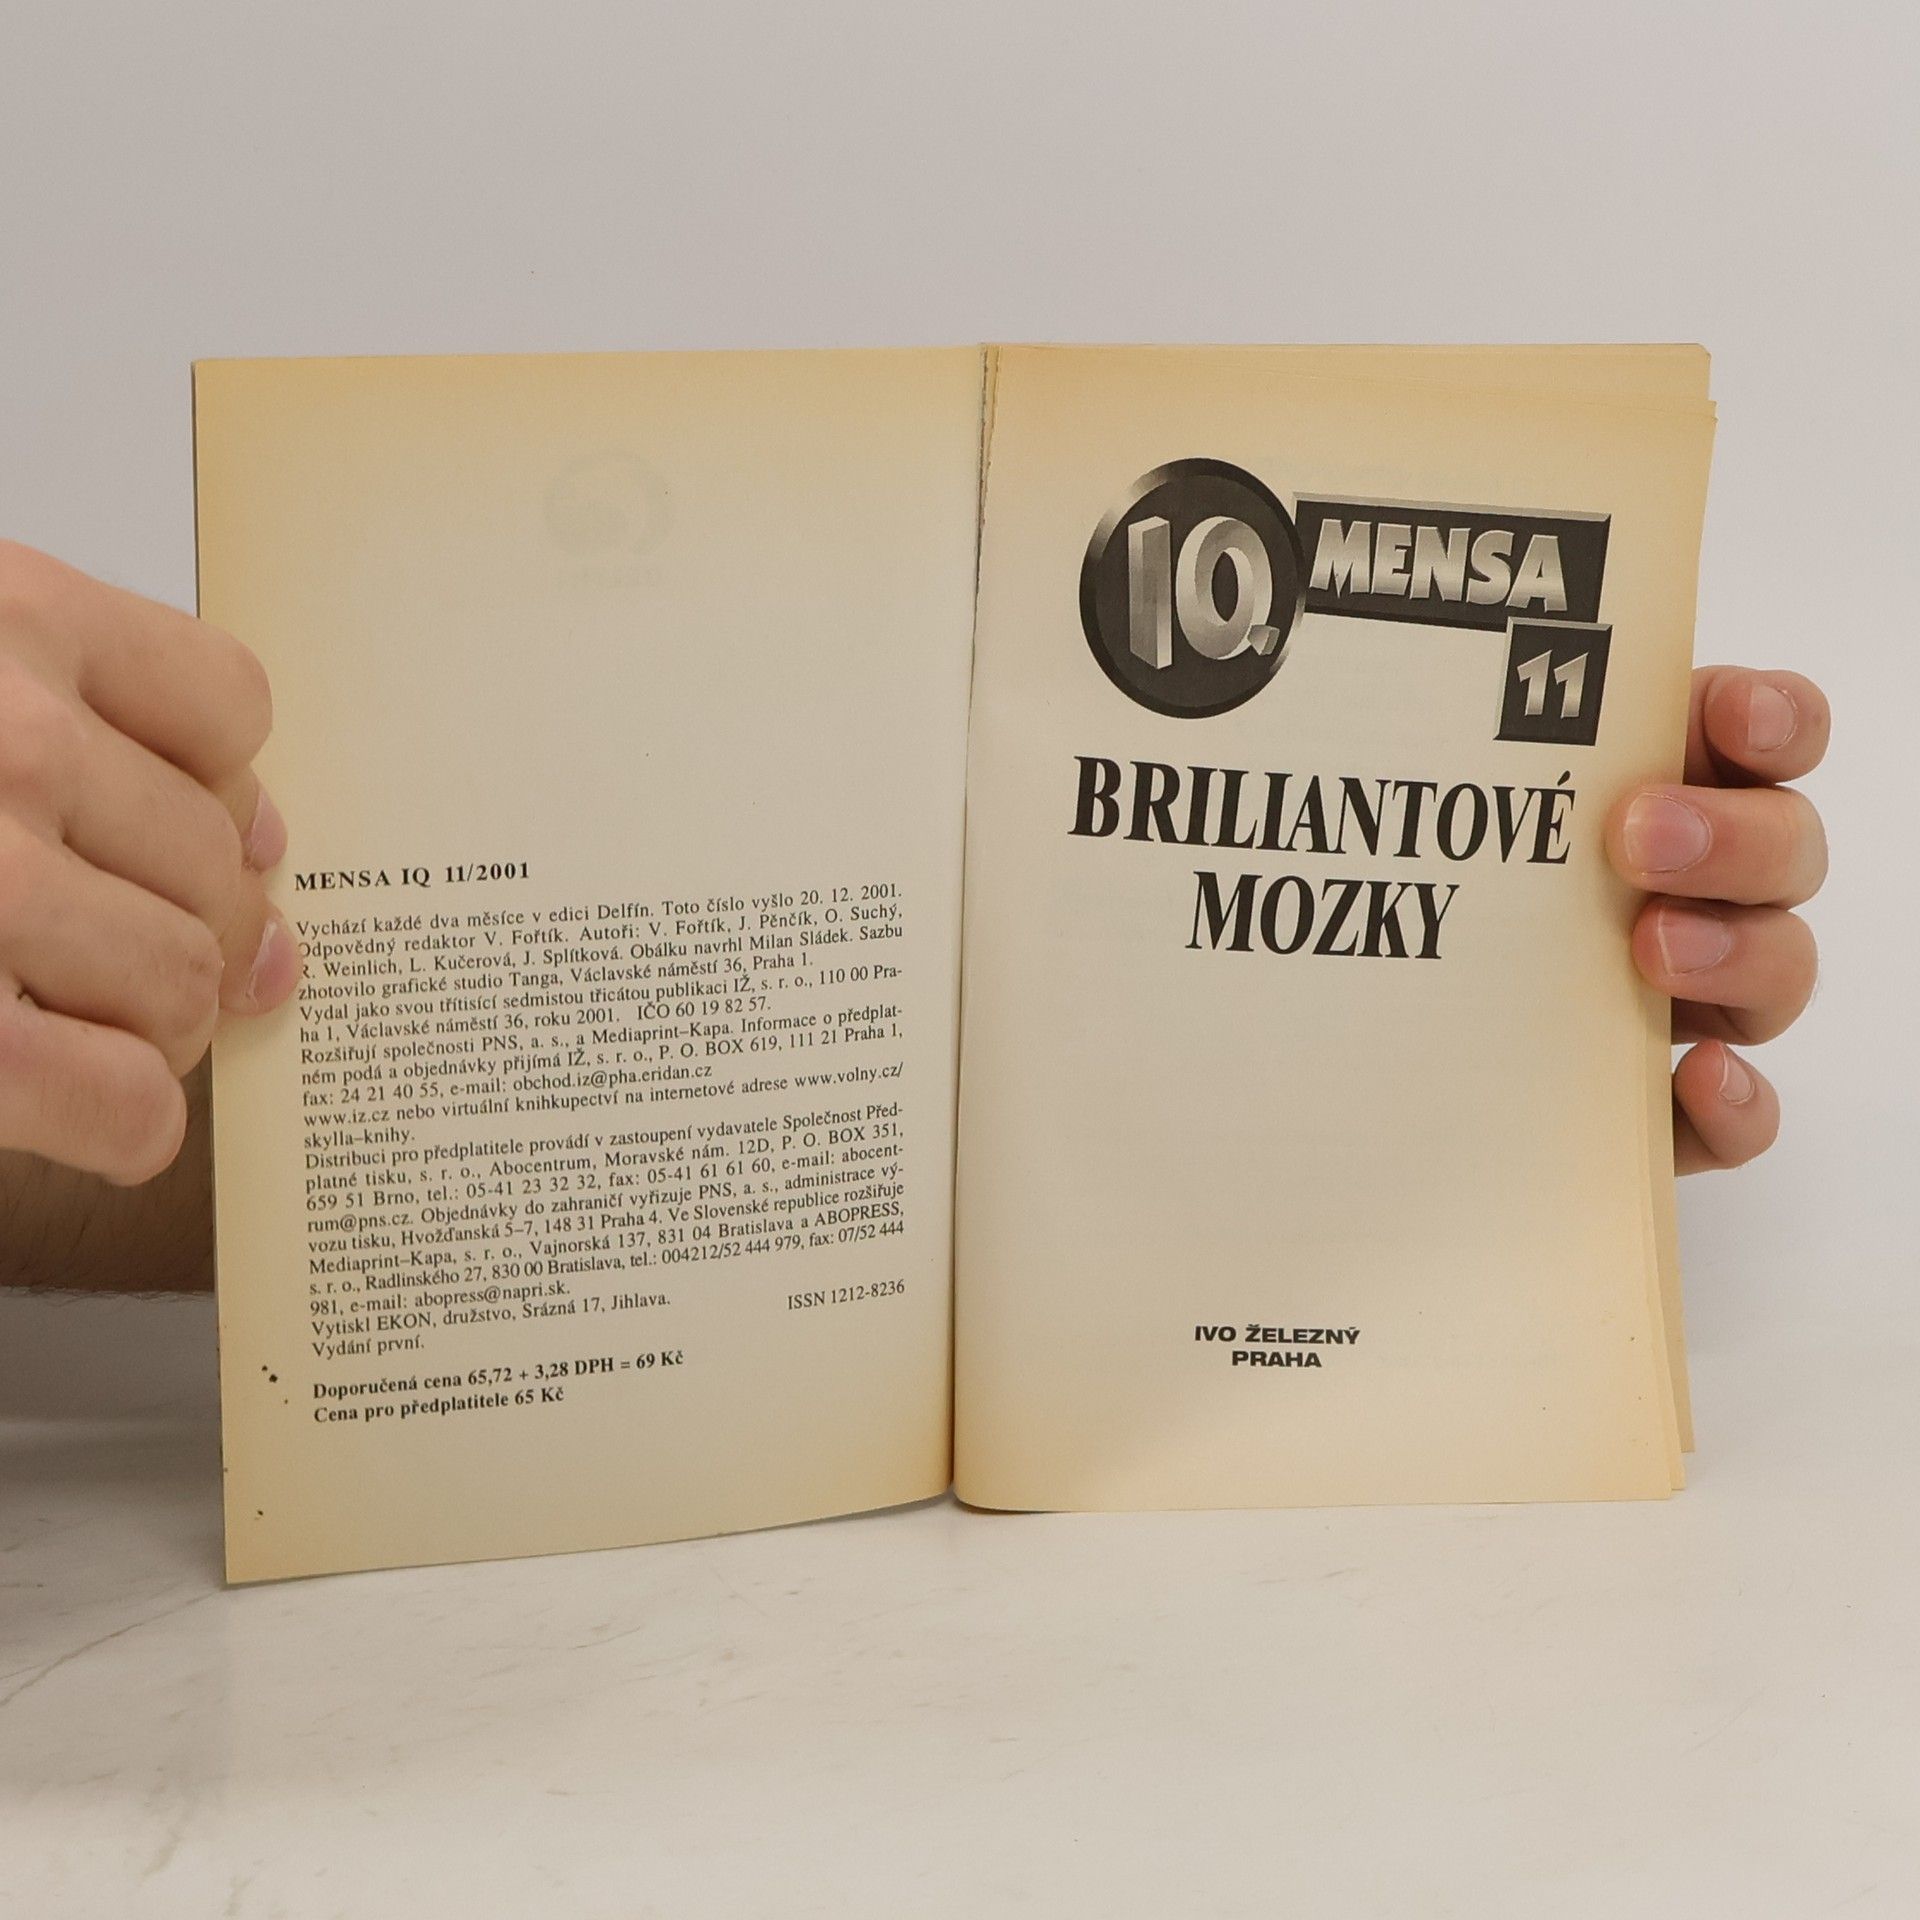 MENSA IQ 11/2001
Vychází každé dva měsíce v edici Delfín. Toto číslo vyšlo 20. 12. 2001.
Odpovědný redaktor V. Fořtík. Autoři: V. Fořtík, J. Pěnčík, O. Suchý,
R. Weinlich, L. Kučerová, J. Splítková. Obálku navrhl Milan Sládek. Sazbu
zhotovilo grafické studio Tanga, Václavské náměstí 36, Praha 1.
Vydal jako svou třítisící sedmistou třicátou publikaci IŽ, s. r. o., 110 00 Pra-
ha 1, Václavské náměstí 36, roku 2001. IČO 60 19 82 57.
Rozšiřují společnosti PNS, a. s., a Mediaprint–Kapa. Informace o předplat-
ném podá a objednávky přijímá IŽ, s. r. o., P. O. BOX 619, 111 21 Praha 1,
fax: 24 21 40 55, e-mail: obchod.iz@pha.eridan.cz
www.iz.cz nebo virtuální knihkupectví na internetové adrese www.volny.cz/
skylla–knihy.
Distribuci pro předplatitele provádí v zastoupení vydavatele Společnost Před-
platné tisku, s. r. o., Abocentrum, Moravské nám. 12D, P. O. BOX 351,
659 51 Brno, tel.: 05-41 23 32 32, fax: 05-41 61 61 60, e-mail: abocent-
rum@pns.cz. Objednávky do zahraničí vyřizuje PNS, a. s., administrace vý-
vozu tisku, Hvožďanská 5–7, 148 31 Praha 4. Ve Slovenské republice rozšiřuje
Mediaprint–Kapa, s. r. o., Vajnorská 137, 831 04 Bratislava a ABOPRESS,
s. r. o., Radlinského 27, 830 00 Bratislava, tel.: 004212/52 444 979, fax: 07/52 444
981, e-mail: abopress@napri.sk.
Vytiskl EKON, družstvo, Srázná 17, Jihlava. ISSN 1212-8236
Vydání první.
Doporučená cena 65,72 + 3,28 DPH = 69 Kč
Cena pro předplatitele 65 Kč
IQ MENSA
11
BRILIANTOVÉ
MOZKY
IVO ŽELEZNÝ
PRAHA